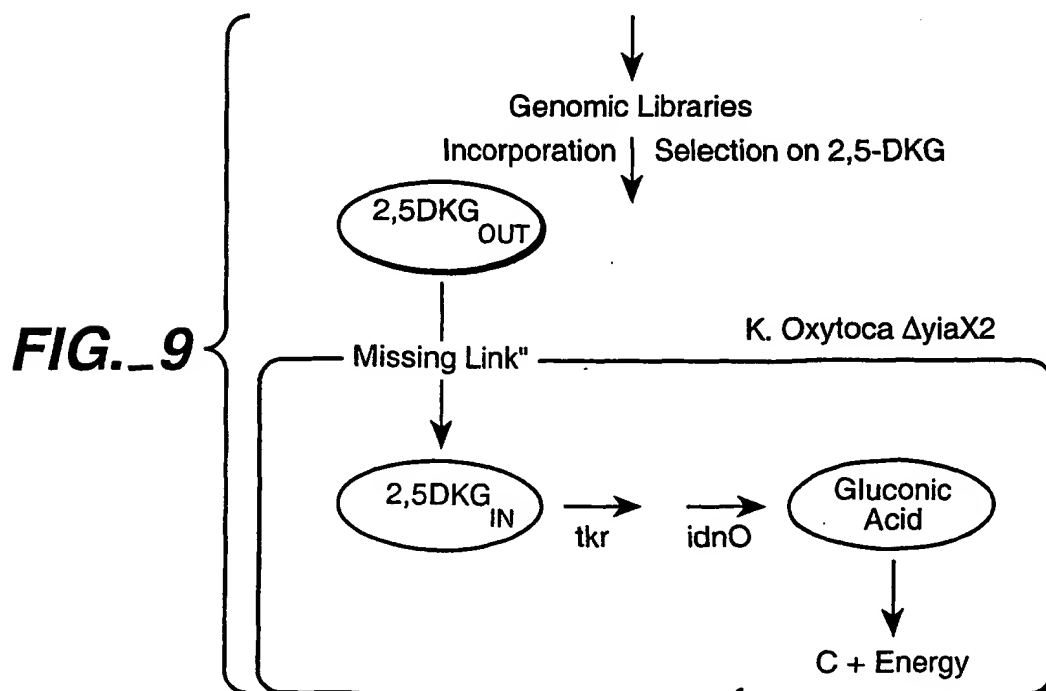 Genomic Libraries
Incorporation Selection on 2,5-DKG
2,5DKG OUT
FIG._9
K. Oxytoca ΔyiaX2
Missing Link"
2,5DKG IN
tkr
idnO
Gluconic
Acid
C + Energy